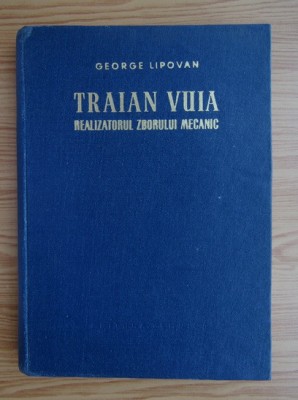 GEORGE LIPOVAN
TRAIAN VUIA
REALIZATORUL ZBORULUI MECANIC